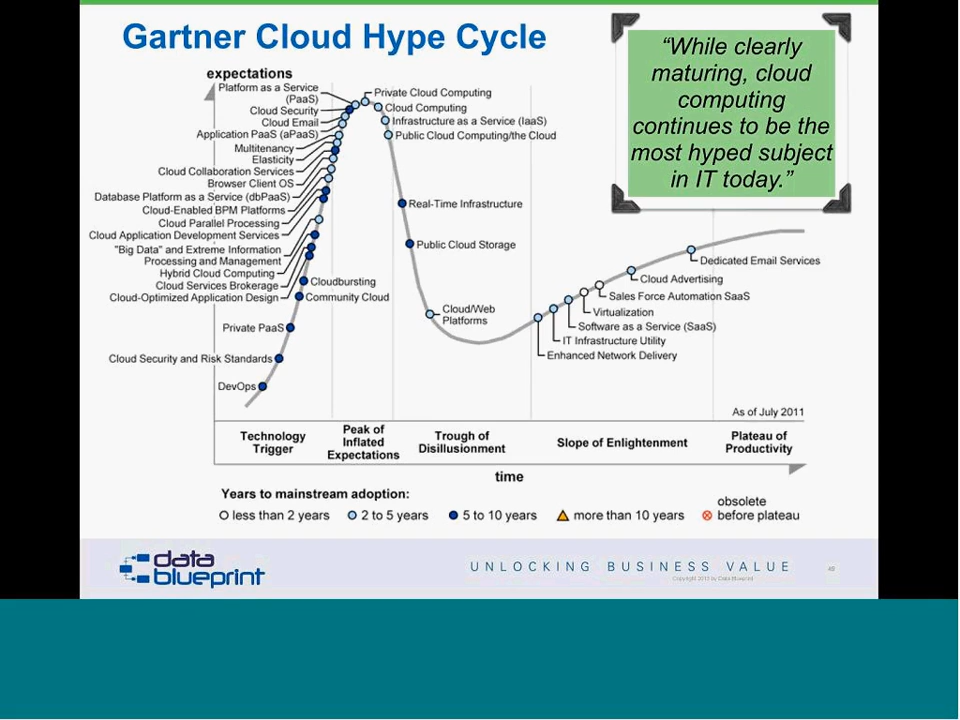 Gartner Cloud Hype Cycle
“While clearly
maturing, cloud
computing
continues to be the
most hyped subject
in IT today.”
expectations
Platform as a Service
(PaaS)
Cloud Security
Cloud Email
Application PaaS (aPaaS)
Multitenancy
Elasticity
Cloud Collaboration Services
Browser Client OS
Database Platform as a Service (dbPaaS)
Cloud-Enabled BPM Platforms
Cloud Parallel Processing
Cloud Application Development Services
"Big Data" and Extreme Information
Processing and Management
Hybrid Cloud Computing
Cloud Services Brokerage
Cloud-Optimized Application Design
Private PaaS
Cloud Security and Risk Standards
DevOps
Cloudbursting
Community Cloud
Private Cloud Computing
Cloud Computing
Infrastructure as a Service (IaaS)
Public Cloud Computing/the Cloud
Real-Time Infrastructure
Public Cloud Storage
Cloud/Web
Platforms
Dedicated Email Services
Cloud Advertising
Sales Force Automation SaaS
Virtualization
Software as a Service (SaaS)
IT Infrastructure Utility
Enhanced Network Delivery
As of July 2011
Technology
Trigger
Peak of
Inflated
Expectations
Trough of
Disillusionment
Slope of Enlightenment
Plateau of
Productivity
time
Years to mainstream adoption:
less than 2 years
2 to 5 years
5 to 10 years
more than 10 years
obsolete
before plateau
data
blueprint
UNLOCKING BUSINESS VALUE
Copyright 2013 by Data Blueprint